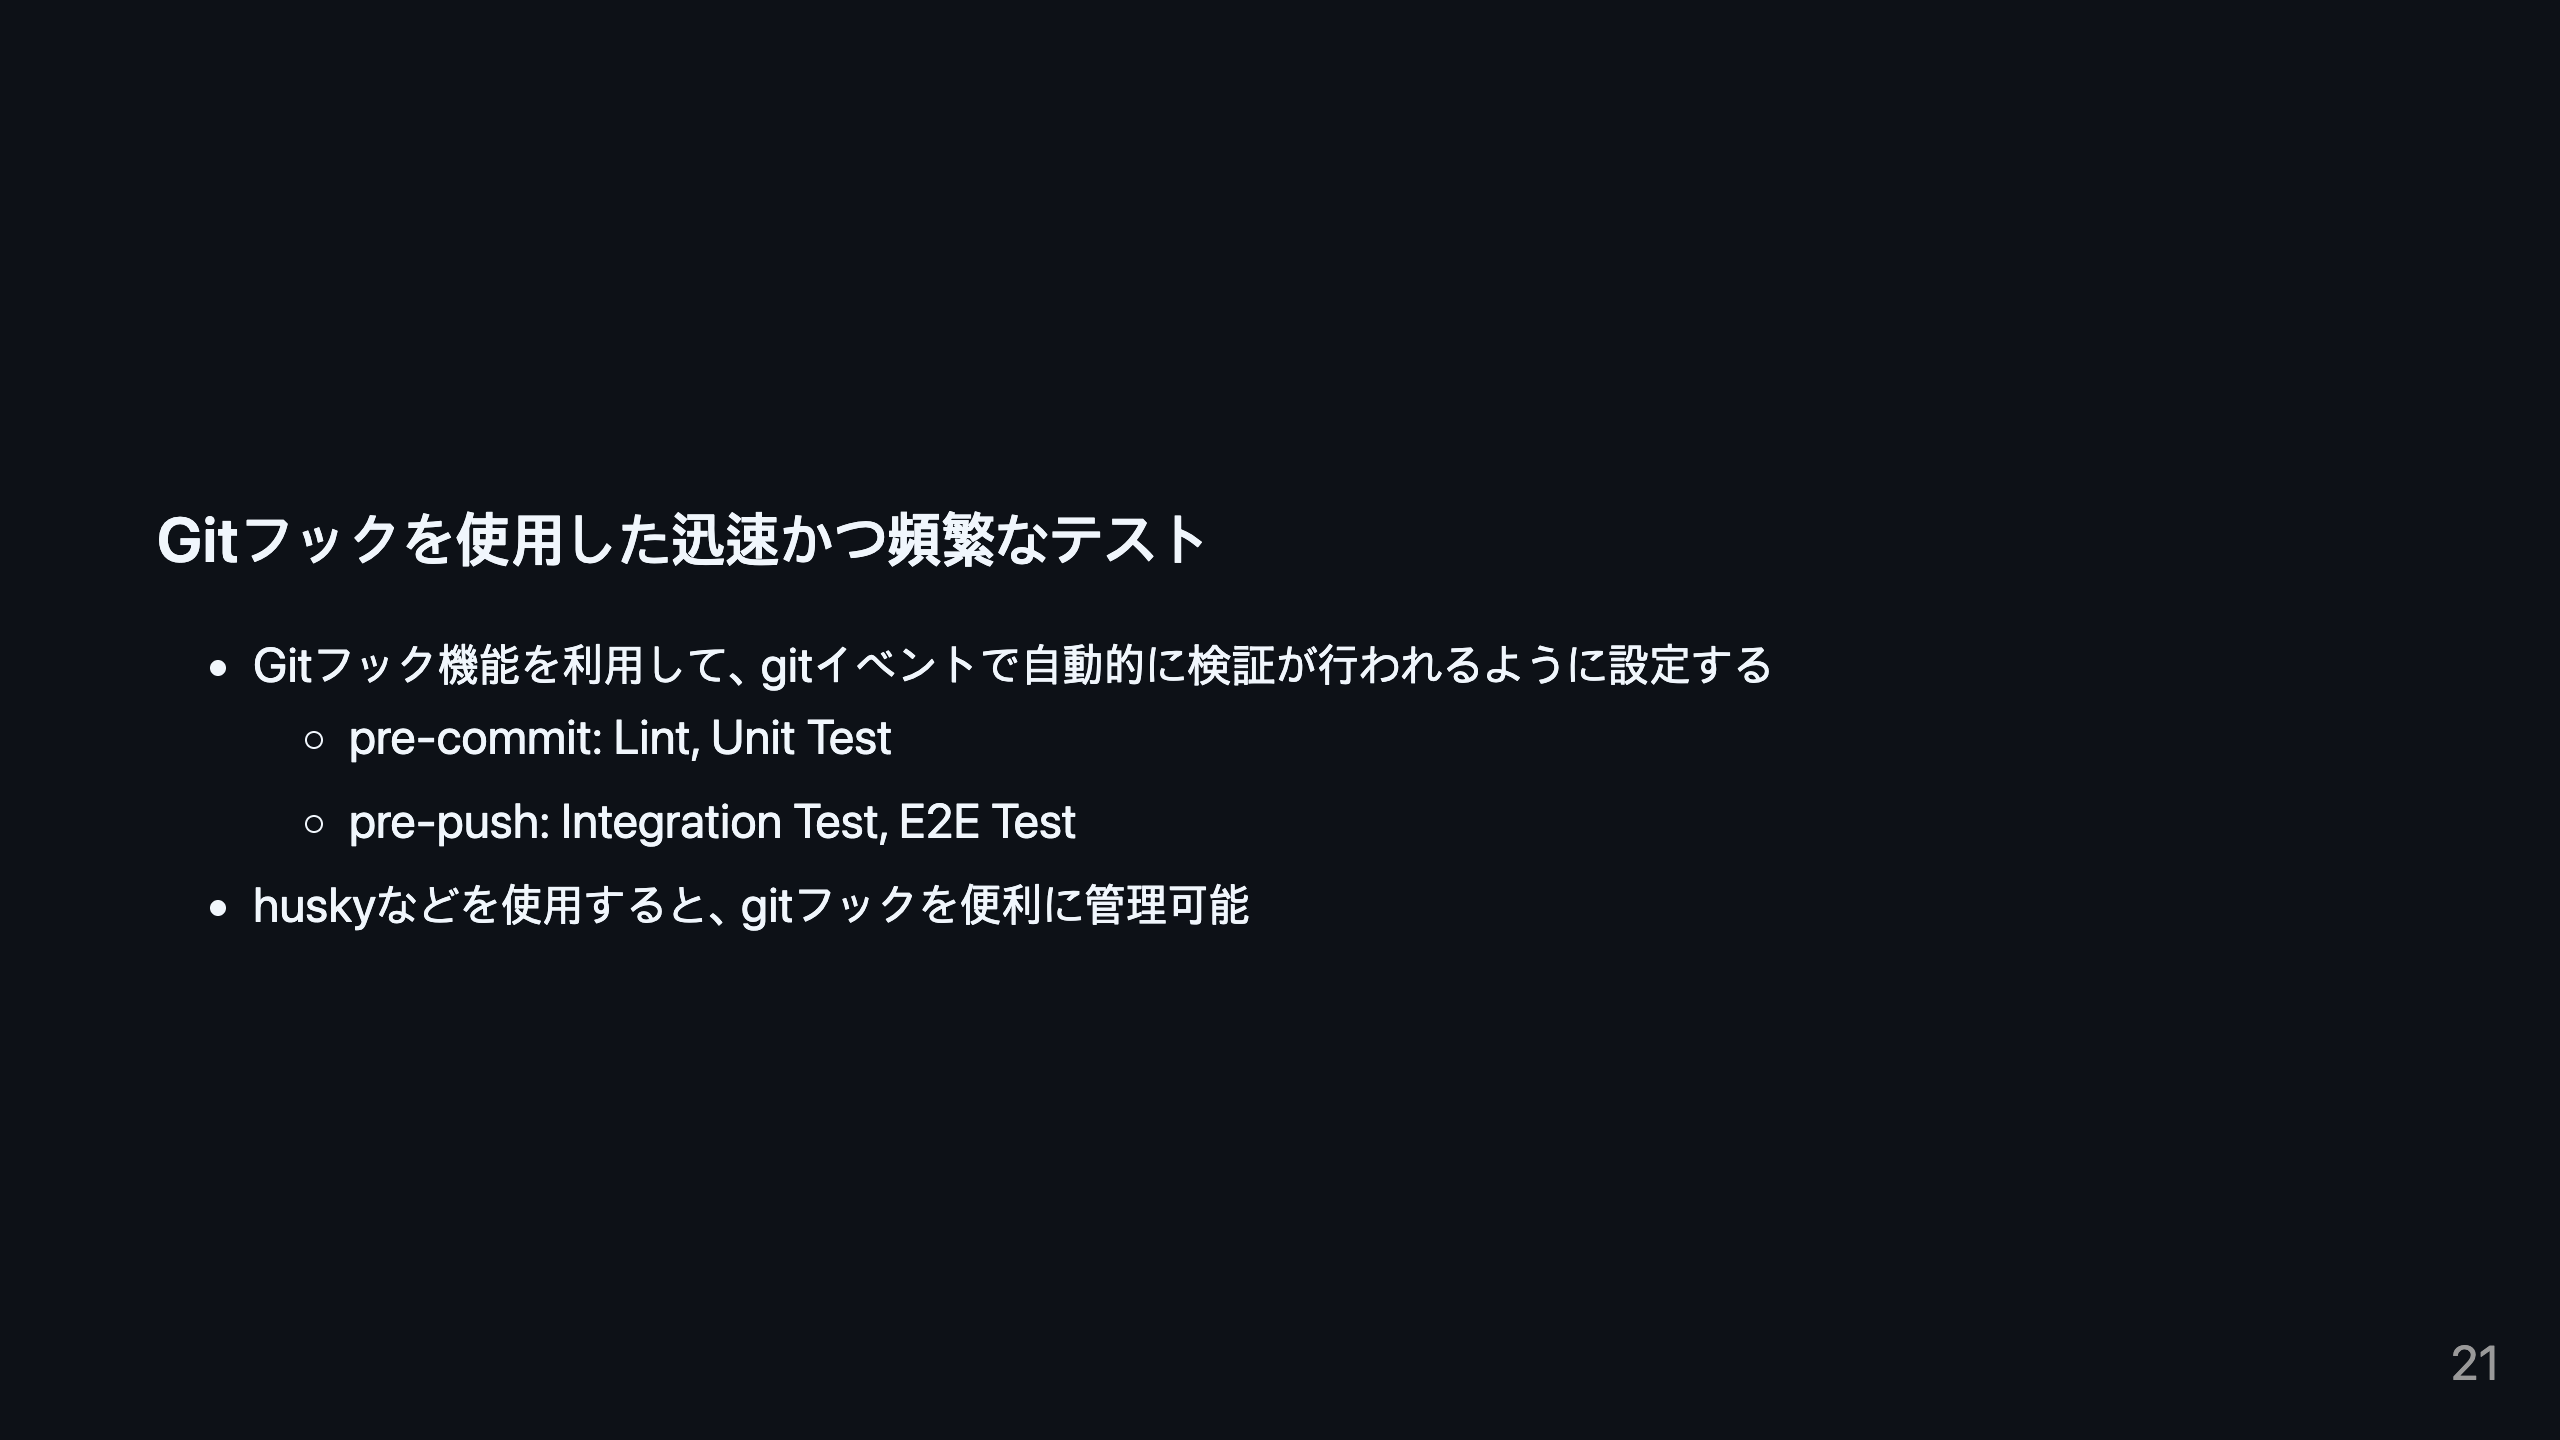 Gitフックを使用した迅速かつ頻繁なテスト
• Gitフック機能を利用して、gitイベントで自動的に検証が行われるように設定する
○ pre-commit: Lint, Unit Test
○ pre-push: Integration Test, E2E Test
• huskyなどを使用すると、gitフックを便利に管理可能
21